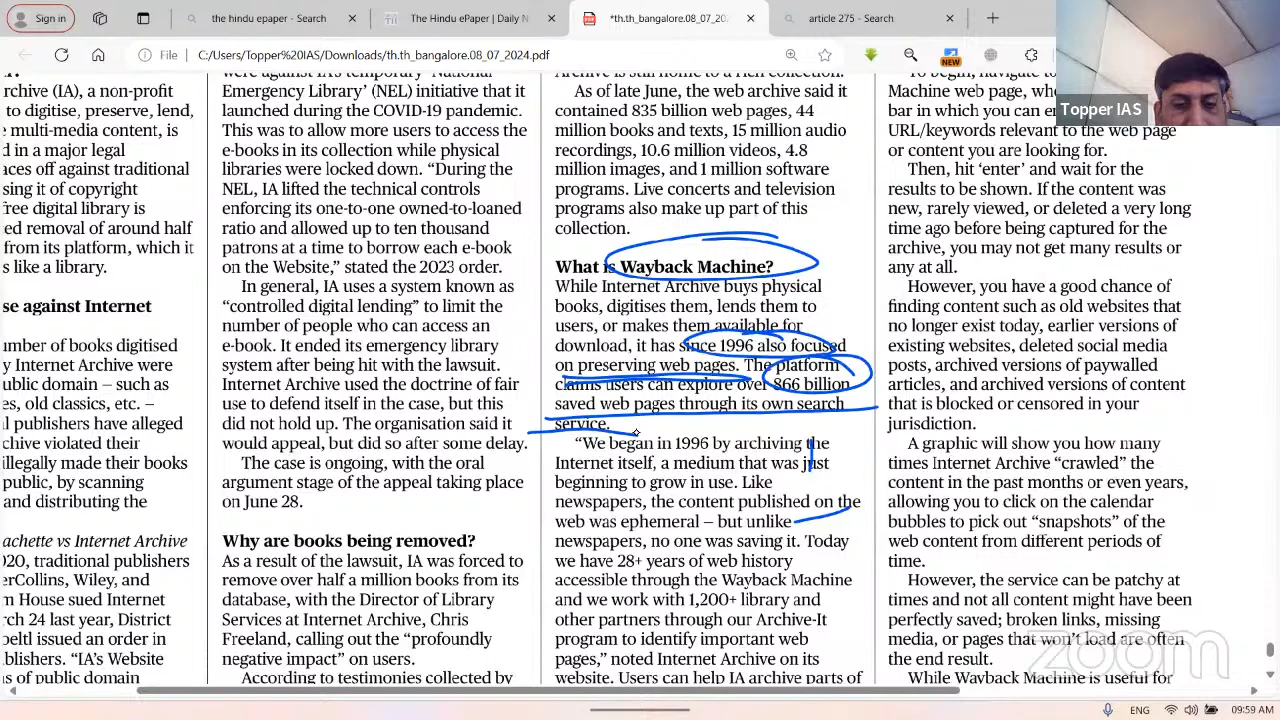 Sign in
the hindu epaper - Search
The Hindu ePaper | Daily N
*th.th_bangalore.08_07_202
article 275 - Search
File
C:/Users/Topper%20IAS/Downloads/th.th_bangalore.08_07_2024.pdf
NEW
Topper IAS
rchive (IA), a non-profit
to digitise, preserve, lend,
multi-media content, is
d in a major legal
aces off against traditional
sing it of copyright
free digital library is
ed removal of around half
from its platform, which it
s like a library.
se against Internet
umber of books digitised
y Internet Archive were
ublic domain – such as
es, old classics, etc. –
l publishers have alleged
chive violated their
illegally made their books
public, by scanning
and distributing the
achette vs Internet Archive
020, traditional publishers
erCollins, Wiley, and
m House sued Internet
rch 24 last year, District
beltl issued an order in
blishers. “IA’s Website
ns of public domain
were against IA’s temporary ‘National
Emergency Library’ (NEL) initiative that it
launched during the COVID-19 pandemic.
This was to allow more users to access the
e-books in its collection while physical
libraries were locked down. “During the
NEL, IA lifted the technical controls
enforcing its one-to-one owned-to-loaned
ratio and allowed up to ten thousand
patrons at a time to borrow each e-book
on the Website,” stated the 2023 order.
In general, IA uses a system known as
“controlled digital lending” to limit the
number of people who can access an
e-book. It ended its emergency library
system after being hit with the lawsuit.
Internet Archive used the doctrine of fair
use to defend itself in the case, but this
did not hold up. The organisation said it
would appeal, but did so after some delay.
The case is ongoing, with the oral
argument stage of the appeal taking place
on June 28.
Why are books being removed?
As a result of the lawsuit, IA was forced to
remove over half a million books from its
database, with the Director of Library
Services at Internet Archive, Chris
Freeland, calling out the “profoundly
negative impact” on users.
According to testimonies collected by
Archive is still home to a rich collection.
As of late June, the web archive said it
contained 835 billion web pages, 44
million books and texts, 15 million audio
recordings, 10.6 million videos, 4.8
million images, and 1 million software
programs. Live concerts and television
programs also make up part of this
collection.
What is Wayback Machine?
While Internet Archive buys physical
books, digitises them, lends them to
users, or makes them available for
download, it has since 1996 also focused
on preserving web pages. The platform
claims users can explore over 866 billion
saved web pages through its own search
service.
“We began in 1996 by archiving the
Internet itself, a medium that was just
beginning to grow in use. Like
newspapers, the content published on the
web was ephemeral – but unlike
newspapers, no one was saving it. Today
we have 28+ years of web history
accessible through the Wayback Machine
and we work with 1,200+ library and
other partners through our Archive-It
program to identify important web
pages,” noted Internet Archive on its
website. Users can help IA archive parts of
To begin, navigate to
Machine web page, wh
bar in which you can en
URL/keywords relevant to the web page
or content you are looking for.
Then, hit ‘enter’ and wait for the
results to be shown. If the content was
new, rarely viewed, or deleted a very long
time ago before being captured for the
archive, you may not get many results or
any at all.
However, you have a good chance of
finding content such as old websites that
no longer exist today, earlier versions of
existing websites, deleted social media
posts, archived versions of paywalled
articles, and archived versions of content
that is blocked or censored in your
jurisdiction.
A graphic will show you how many
times Internet Archive “crawled” the
content in the past months or even years,
allowing you to click on the calendar
bubbles to pick out “snapshots” of the
web content from different periods of
time.
However, the service can be patchy at
times and not all content might have been
perfectly saved; broken links, missing
media, or pages that won’t load are often
the end result.
While Wayback Machine is useful for
zoom
ENG
09:59 AM